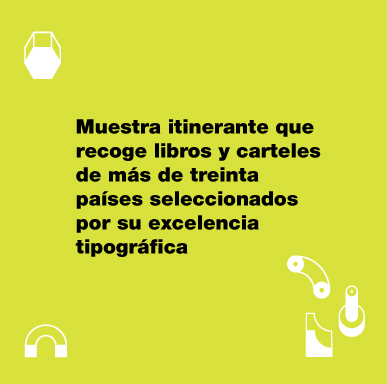 Muestra itinerante que
recoge libros y carteles
de más de treinta
países seleccionados
por su excelencia
tipográfica